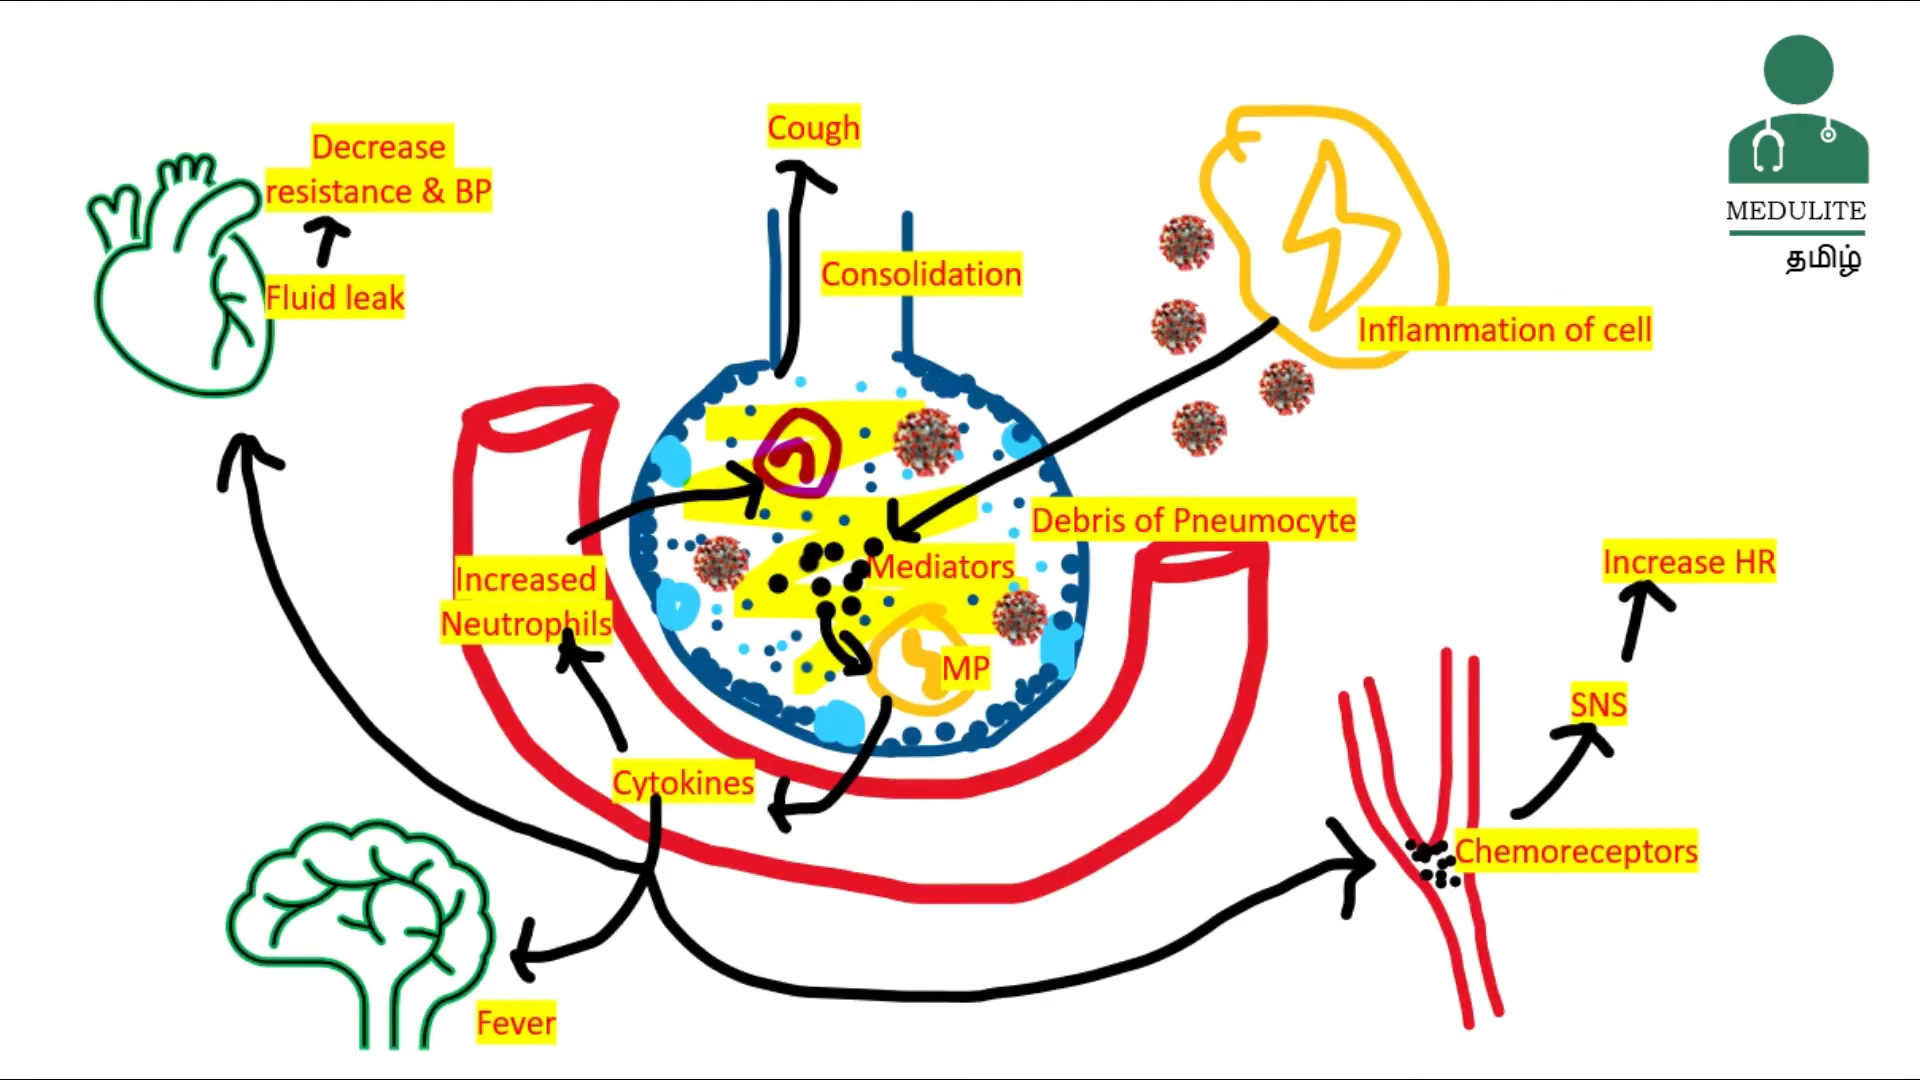 Cough
Decrease
resistance & BP
Fluid leak
Consolidation
Inflammation of cell
MEDULITE
தமிழ்
Debris of Pneumocyte
Mediators
Increased
Neutrophils
MP
Cytokines
Increase HR
SNS
Chemoreceptors
Fever